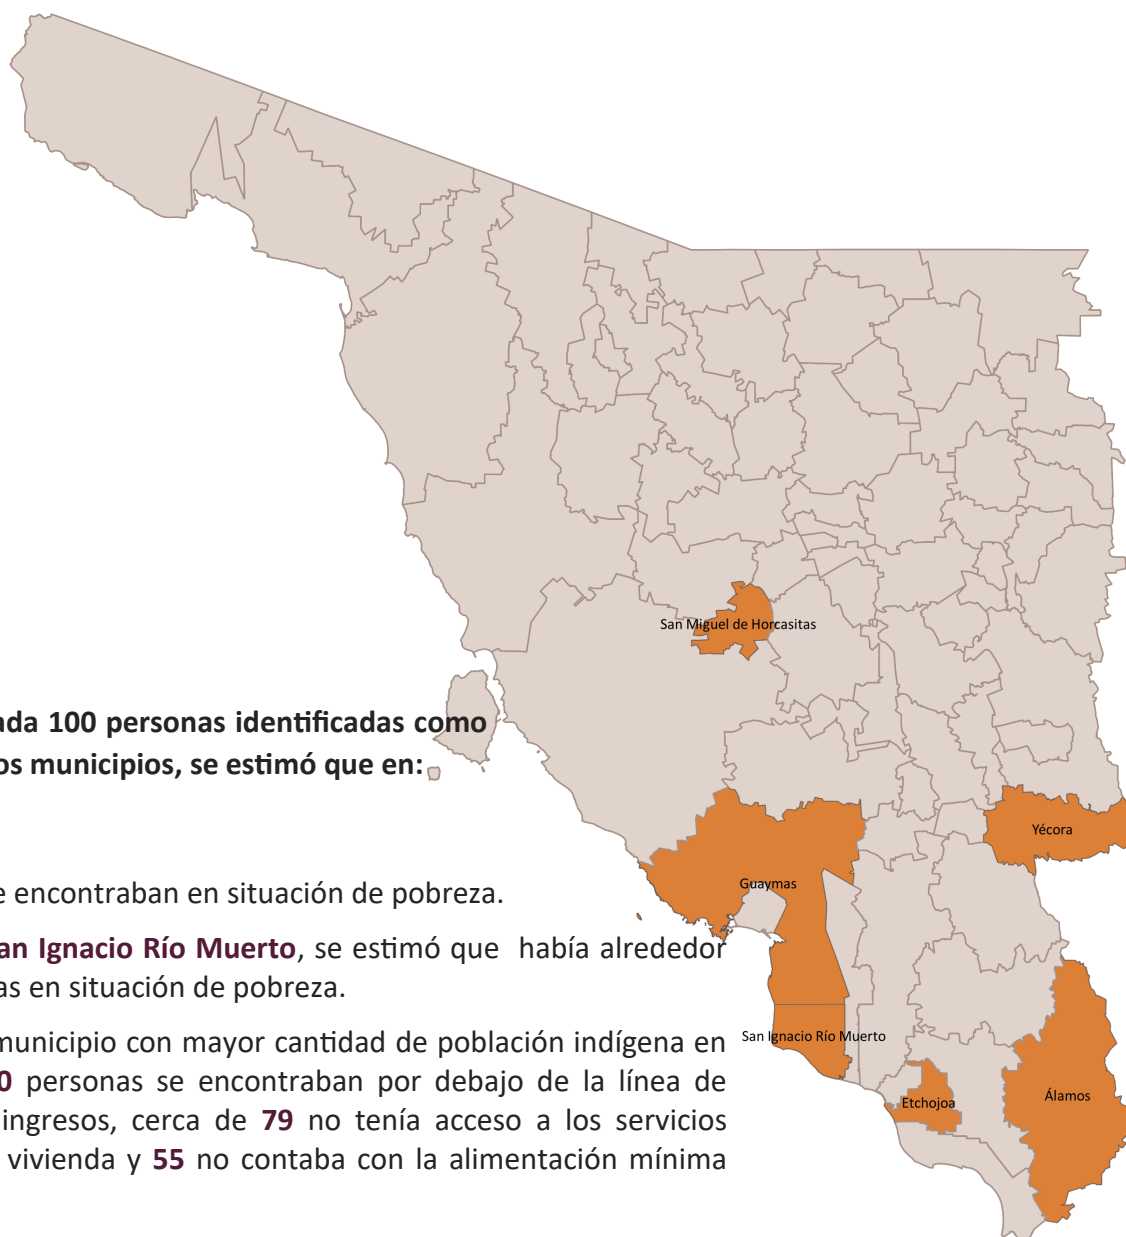 San Miguel de Horcasitas
ada 100 personas identificadas como
os municipios, se estimó que en:
Yécora
Guaymas
e encontraban en situación de pobreza.
an Ignacio Río Muerto, se estimó que había alrededor
as en situación de pobreza.
San Ignacio Río Muerto
municipio con mayor cantidad de población indígena en
0 personas se encontraban por debajo de la línea de
ingresos, cerca de 79 no tenía acceso a los servicios
vivienda y 55 no contaba con la alimentación mínima
Etchojoa
Álamos